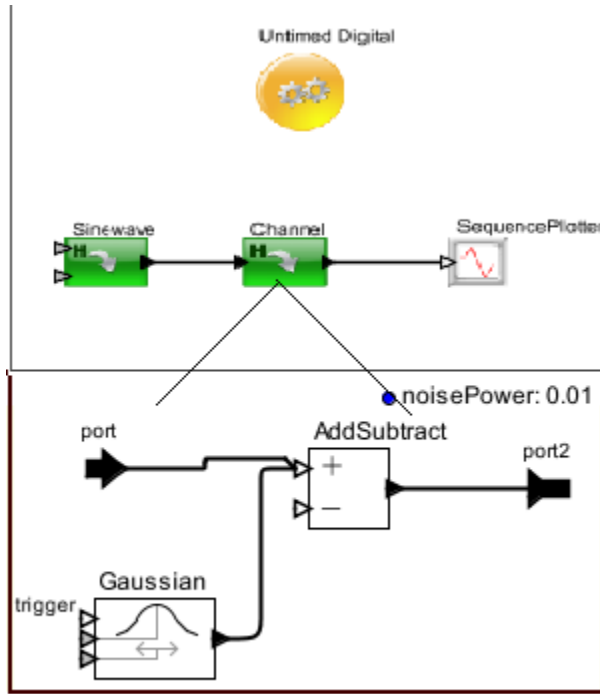 Untimed Digital
Sinewave
Channel
SequencePlotter
H
H
noisePower: 0.01
port
AddSubtract
port2
+
−
Gaussian
trigger